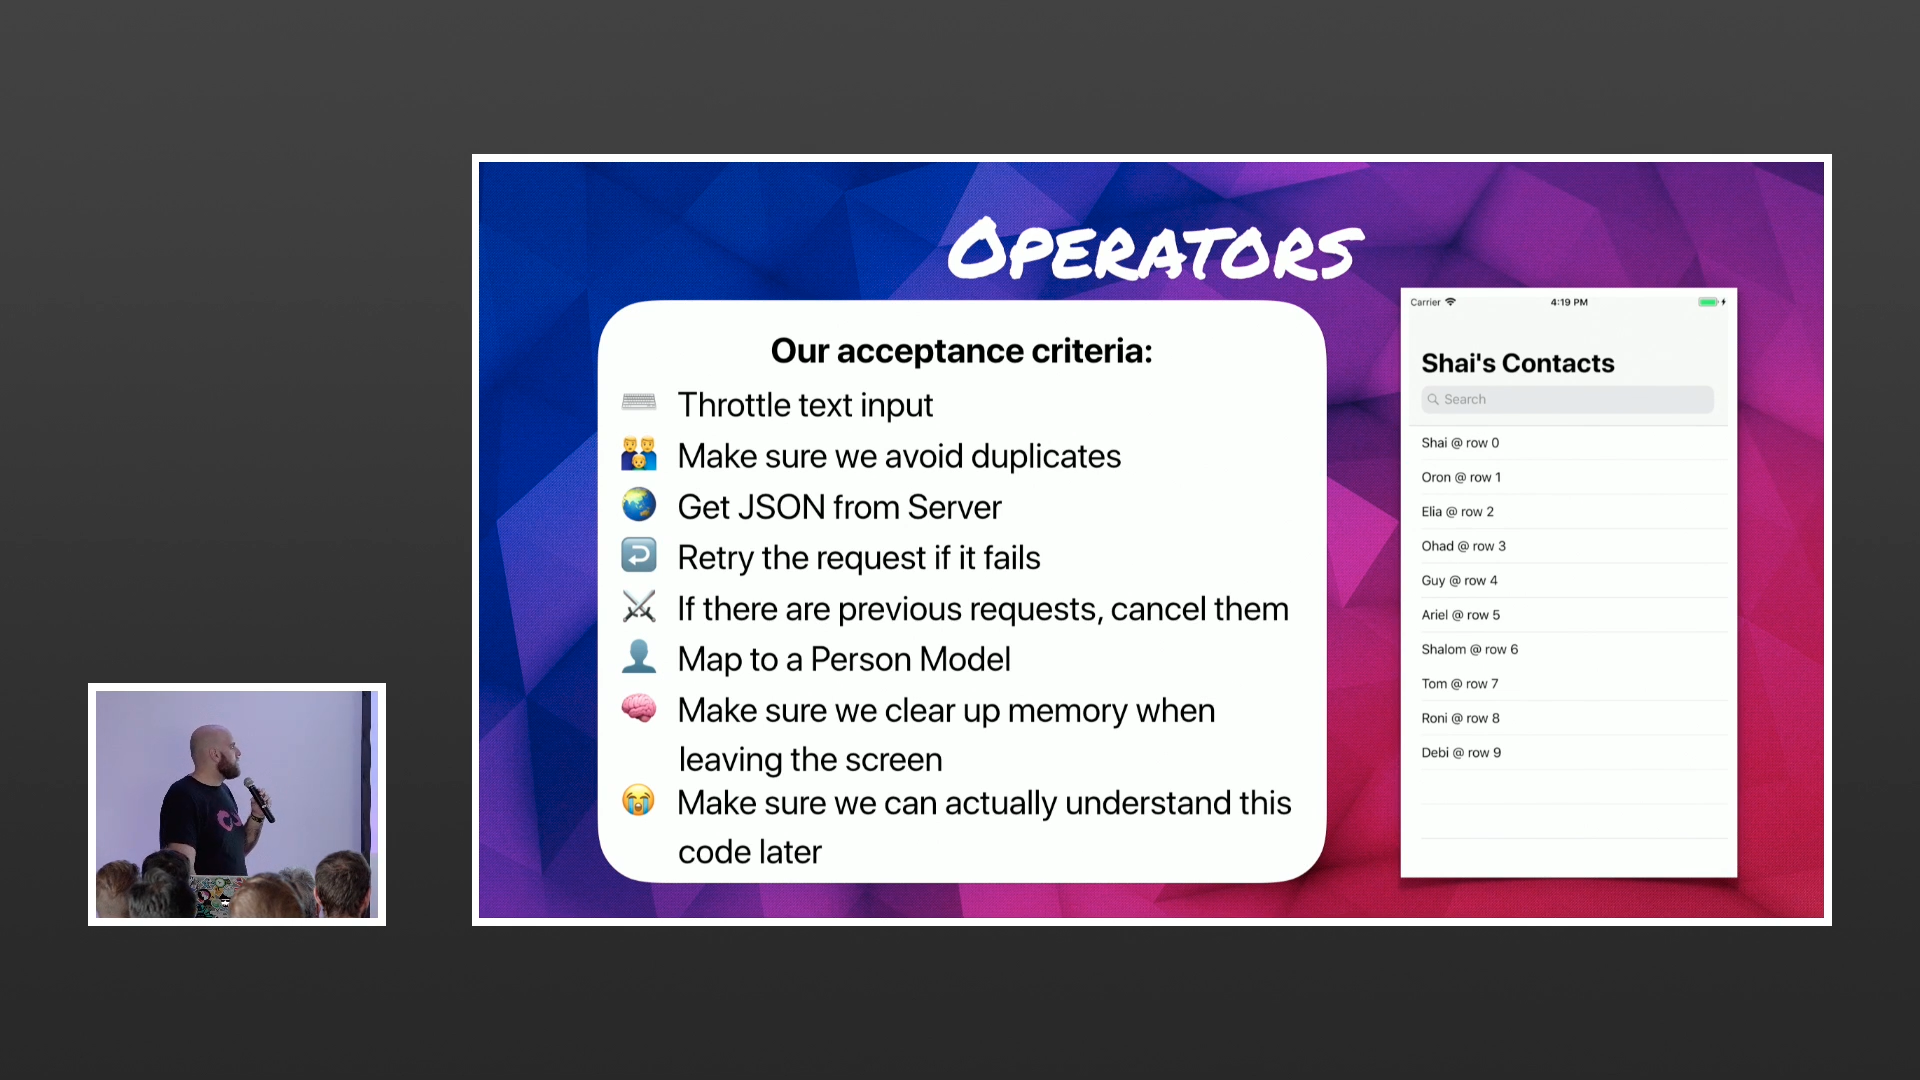 OPERATORS
Our acceptance criteria:
Throttle text input
Make sure we avoid duplicates
Get JSON from Server
Retry the request if it fails
If there are previous requests, cancel them
Map to a Person Model
Make sure we clear up memory when
leaving the screen
Make sure we can actually understand this
code later
Carrier 4:19 PM
Shai's Contacts
Search
Shai @ row 0
Oron @ row 1
Elia @ row 2
Ohad @ row 3
Guy @ row 4
Ariel @ row 5
Shalom @ row 6
Tom @ row 7
Roni @ row 8
Debi @ row 9